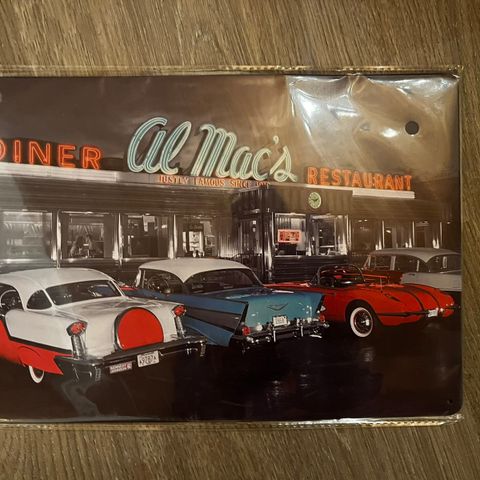 DINER Al Mac's RESTAURANT
JUSTLY FAMOUS SINCE